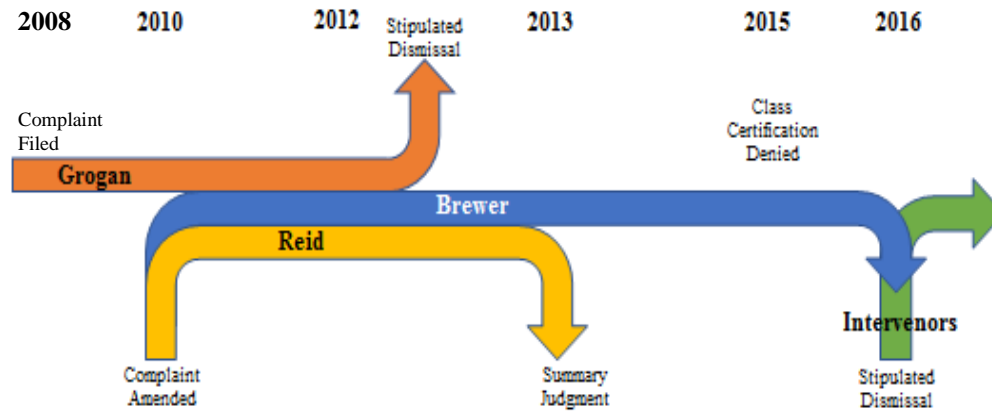 2008 2010 2012 2013 2015 2016
Stipulated
Dismissal
Complaint
Filed
Class
Certification
Denied
Grogan
Brewer
Reid
Intervenors
Complaint
Amended
Summary
Judgment
Stipulated
Dismissal